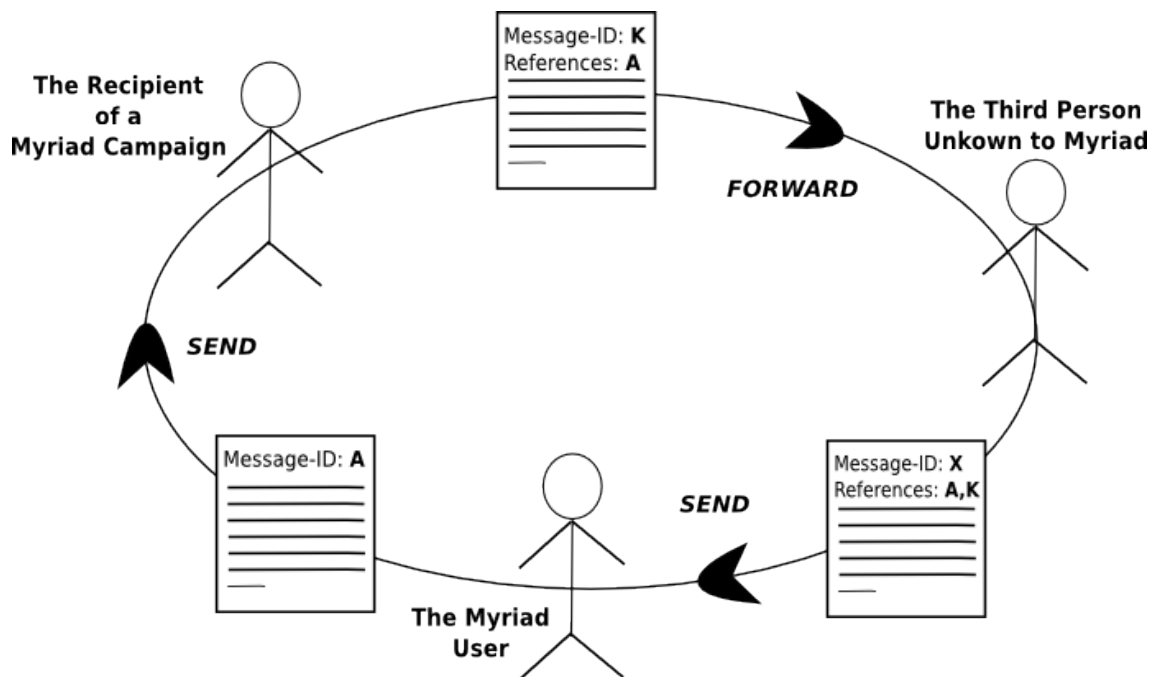 Message-ID: K
References: A
The Recipient
of a
Myriad Campaign
The Third Person
Unkown to Myriad
FORWARD
SEND
Message-ID: A
SEND
Message-ID: X
References: A,K
The Myriad
User